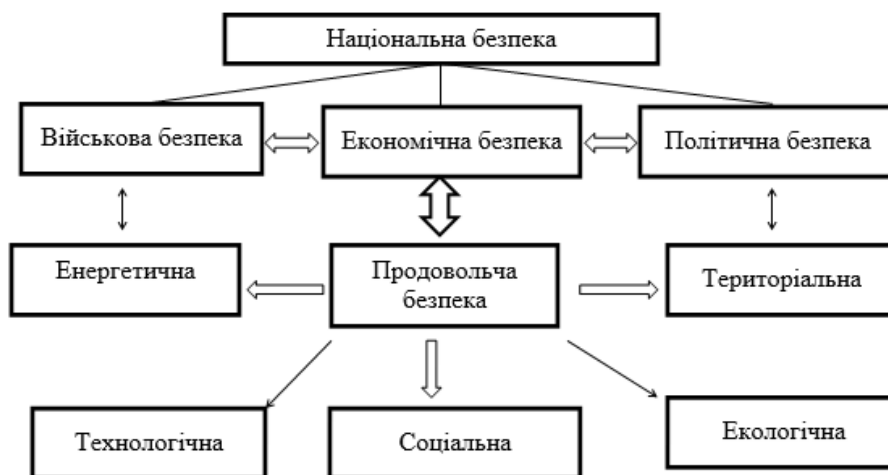 Національна безпека
Військова безпека
Економічна безпека
Політична безпека
Енергетична
Продовольча
безпека
Територіальна
Технологічна
Соціальна
Екологічна